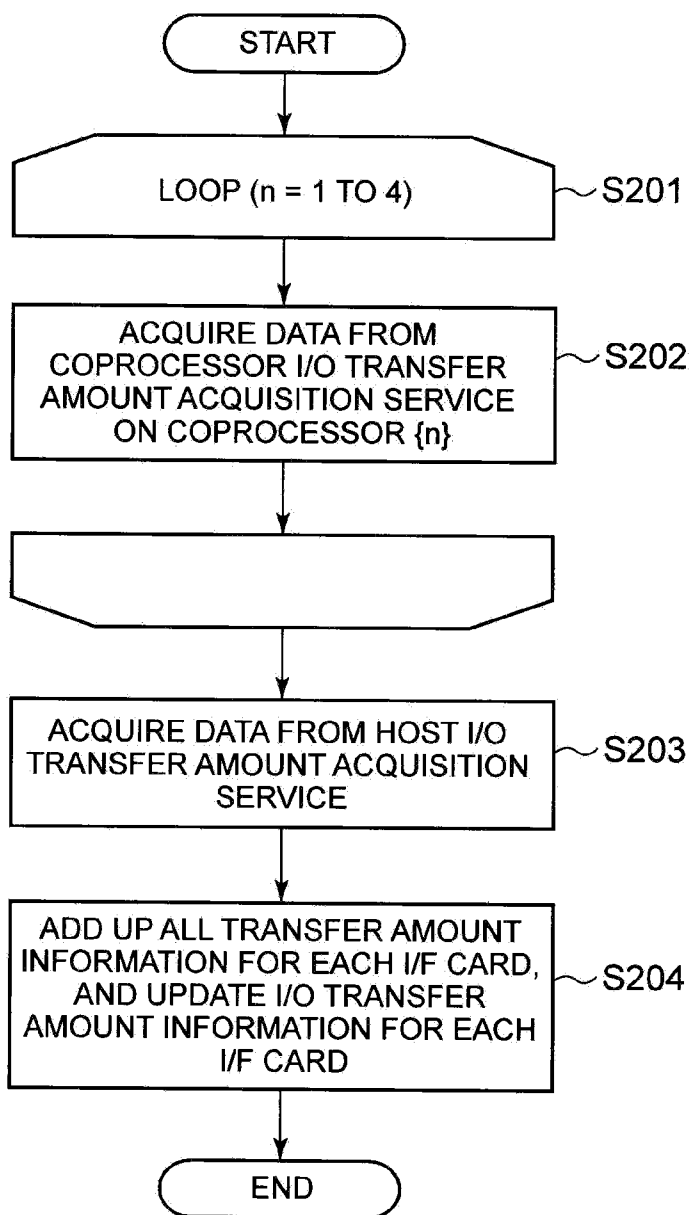 START
LOOP (n = 1 TO 4)
S201
ACQUIRE DATA FROM
COPROCESSOR I/O TRANSFER
AMOUNT ACQUISITION SERVICE
ON COPROCESSOR {n}
S202
ACQUIRE DATA FROM HOST I/O
TRANSFER AMOUNT ACQUISITION
SERVICE
S203
ADD UP ALL TRANSFER AMOUNT
INFORMATION FOR EACH I/F CARD,
AND UPDATE I/O TRANSFER
AMOUNT INFORMATION FOR EACH
I/F CARD
S204
END